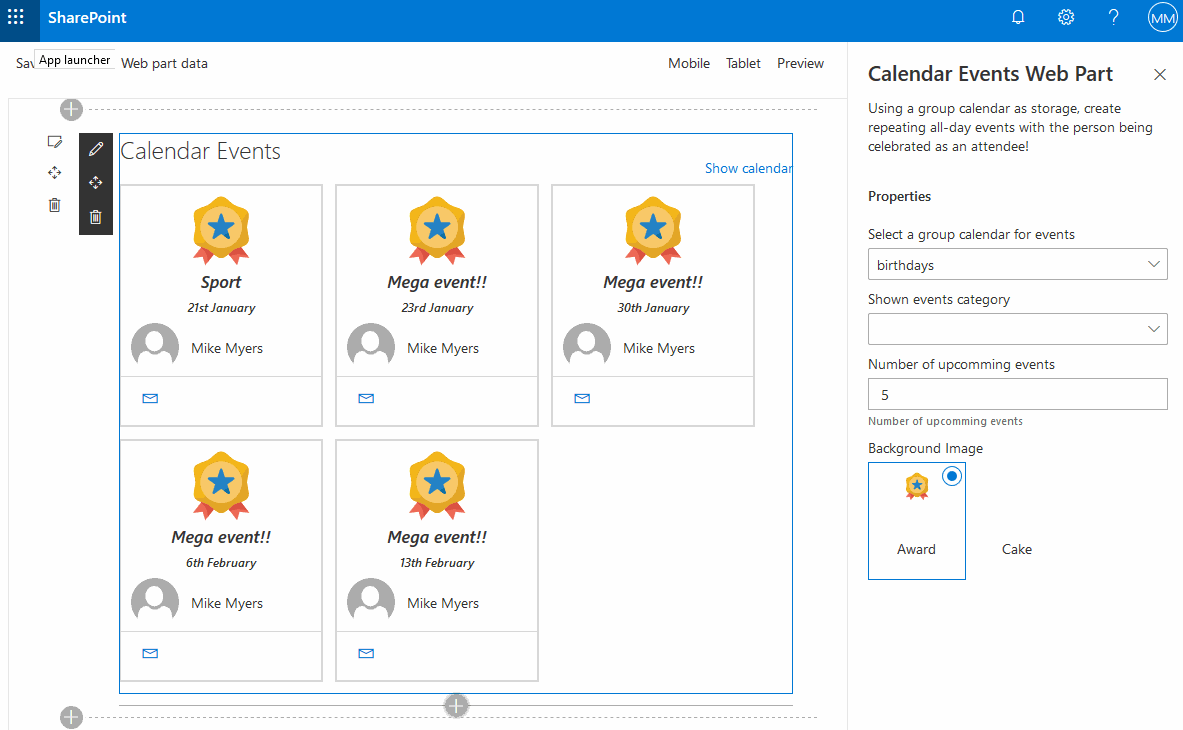 SharePoint
MM
App launcher
Web part data
Mobile Tablet Preview
Calendar Events
Show calendar
Sport
21st January
Mike Myers
Mega event!!
23rd January
Mike Myers
Mega event!!
30th January
Mike Myers
Mega event!!
6th February
Mike Myers
Mega event!!
13th February
Mike Myers
Calendar Events Web Part
Using a group calendar as storage, create
repeating all-day events with the person being
celebrated as an attendee!
Properties
Select a group calendar for events
birthdays
Shown events category
Number of upcomming events
5
Number of upcomming events
Background Image
Award
Cake